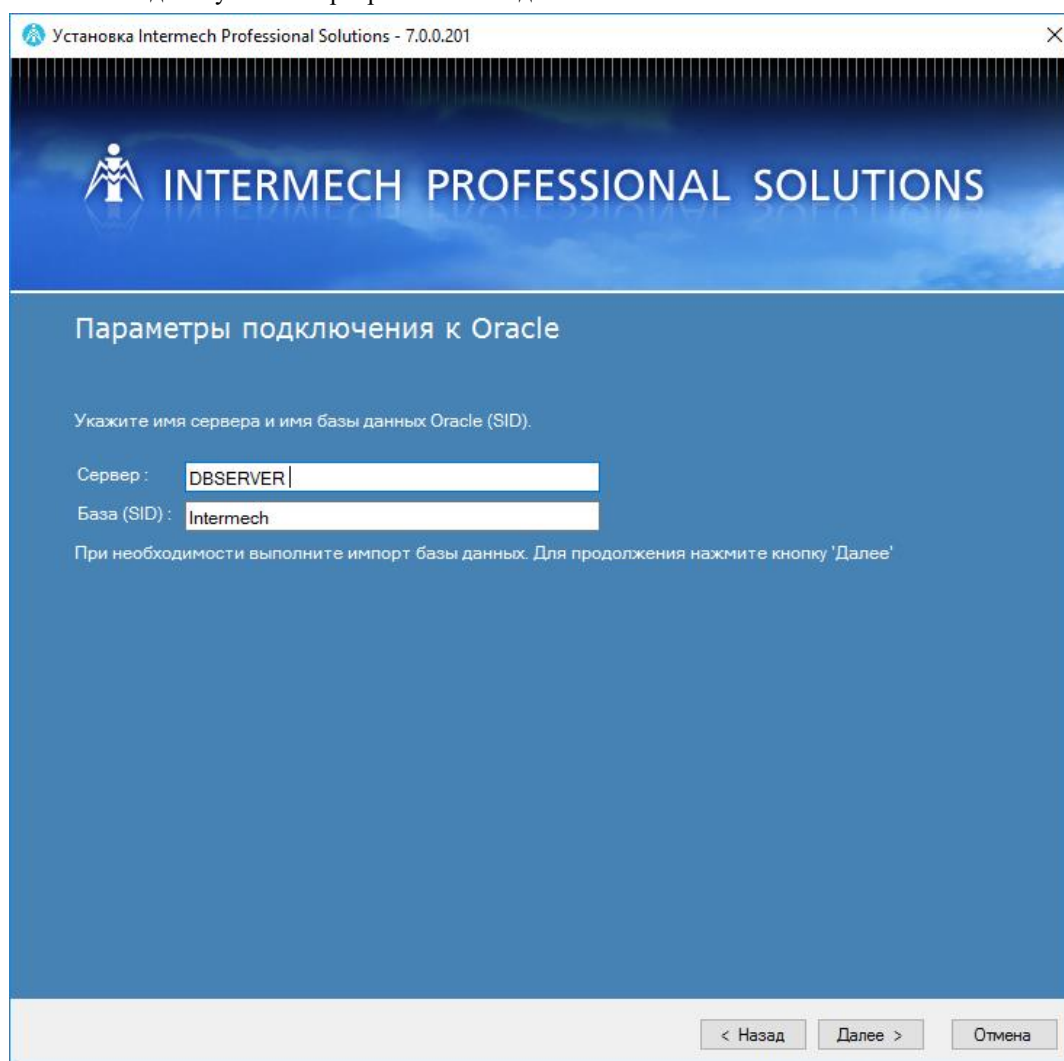 Установка Intermech Professional Solutions - 7.0.0.201
INTERMECH PROFESSIONAL SOLUTIONS
Параметры подключения к Oracle
Укажите имя сервера и имя базы данных Oracle (SID).
Сервер : DBSERVER
База (SID) : Intermech
При необходимости выполните импорт базы данных. Для продолжения нажмите кнопку 'Далее'
< Назад Далее > Отмена